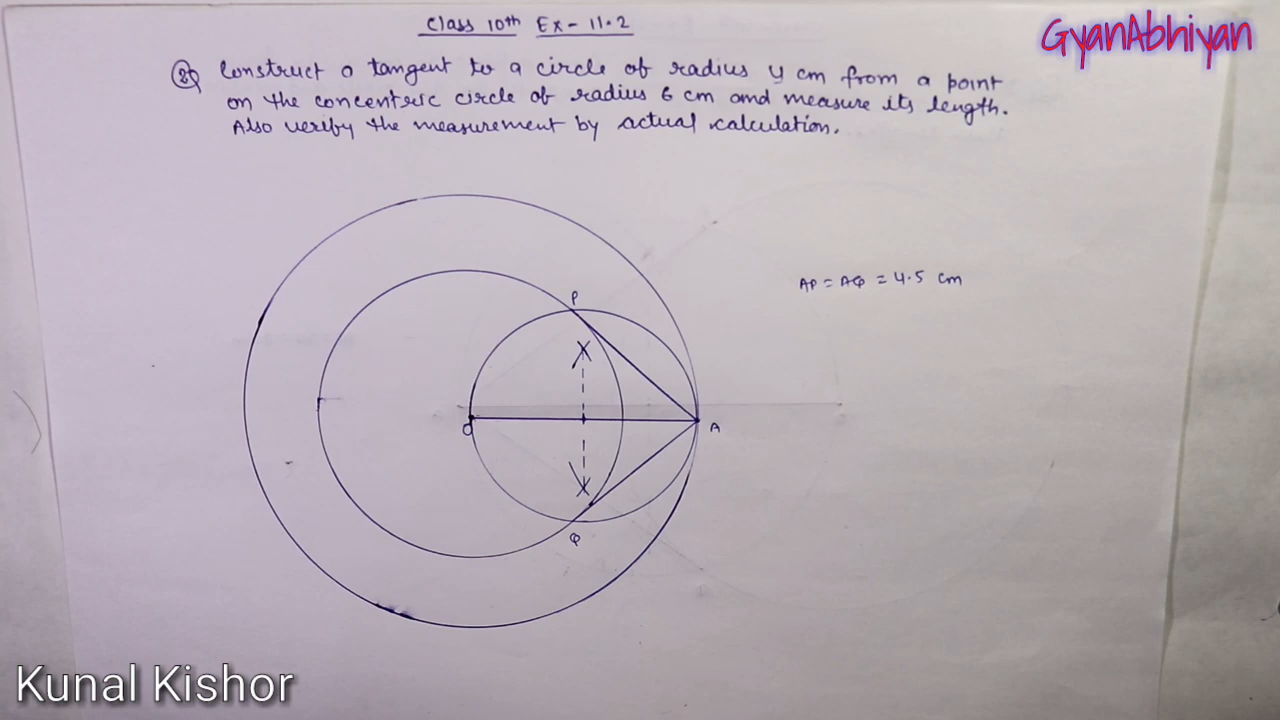 Class 10th Ex - 11.2
GyanAbhiyan
Q2 Construct a tangent to a circle of radius 4 cm from a point
on the concentric circle of radius 6 cm and measure its length.
Also verify the measurement by actual calculation.
AP = AQ = 4.5 cm
P
O
A
Q
Kunal Kishor